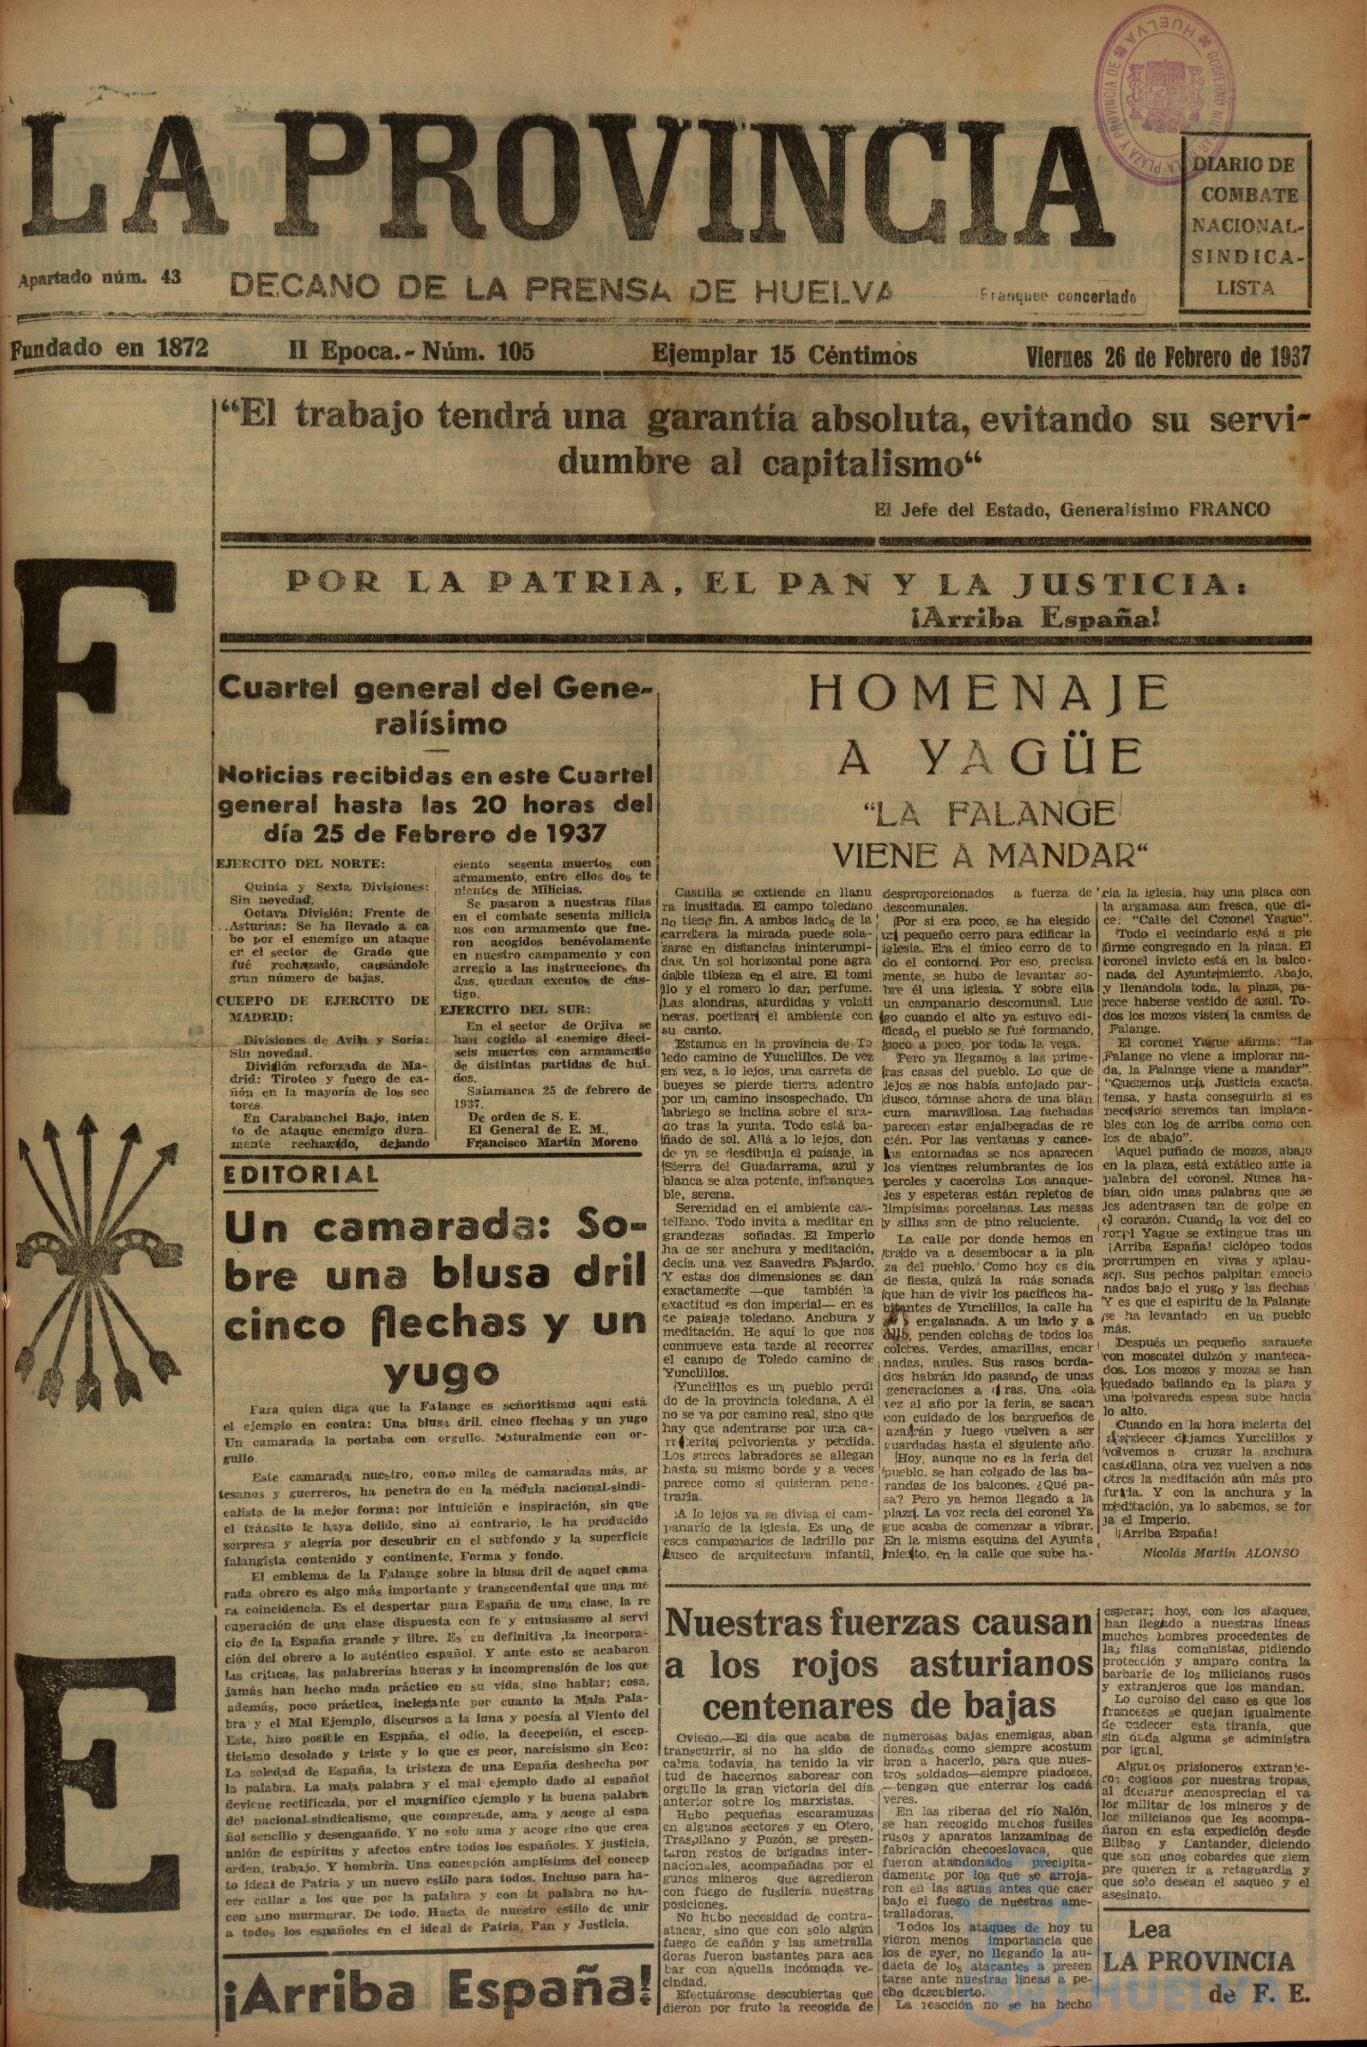 LA PROVINCIA
DIARIO DE
COMBATE
NACIONAL-
SINDICA-
LISTA
Apartado núm. 43
DECANO DE LA PRENSA DE HUELVA
Franqueo concertado
Fundado en 1872
II Epoca.- Núm. 105
Ejemplar 15 Céntimos
Viernes 26 de Febrero de 1937
F
E
"El trabajo tendrá una garantía absoluta, evitando su servi-
dumbre al capitalismo"
El Jefe del Estado, Generalísimo FRANCO
POR LA PATRIA, EL PAN Y LA JUSTICIA:
¡Arriba España!
Cuartel general del Gene-
ralísimo
Noticias recibidas en este Cuartel
general hasta las 20 horas del
día 25 de Febrero de 1937
EJERCITO DEL NORTE:
Quinta y Sexta Divisiones:
Sin novedad.
Octava División: Frente de
Asturias: Se ha llevado a ca
bo por el enemigo un ataque
en el sector de Grado que
fué rechazado, causándole
gran número de bajas.
CUERPO DE EJERCITO DE
MADRID:
Divisiones de Avila y Soria:
Sin novedad.
División reforzada de Ma-
drid: Tiroteo y fuego de ca-
ñón en la mayoría de los sec
tores.
En Carabanchel Bajo, inten
to de ataque enemigo dura-
mente rechazado, dejando
ciento sesenta muertos con
armamento, entre ellos dos te
nientes de Milicias.
Se pasaron a nuestras filas
en el combate sesenta milicia
nos con armamento que fue-
ron acogidos benévolamente
en nuestro campamento y con
arreglo a las instrucciones da
das, quedan exentos de cas-
tigo.
EJERCITO DEL SUR:
En el sector de Orjiva se
han cogido al enemigo dieci-
seis muertos con armamento
de distintas partidas de hui-
dos.
Salamanca 25 de febrero de
1937.
De orden de S. E.
El General de E. M.,
Francisco Martín Moreno
EDITORIAL
Un camarada: So-
bre una blusa dril
cinco flechas y un
yugo
Para quien diga que la Falange es señoritismo aquí está
el ejemplo en contra: Una blusa dril, cinco flechas y un yugo
Un camarada la portaba con orgullo. Naturalmente con or-
gullo.
Este camarada nuestro, como miles de camaradas más, ar
tesanos y guerreros, ha penetrado en la médula nacional-sindi-
calista de la mejor forma: por intuición e inspiración, sin que
el tránsito le haya dolido, sino al contrario, le ha producido
sorpresa y alegría por descubrir en el subfondo y la superficie
falangista contenido y continente. Forma y fondo.
El emblema de la Falange sobre la blusa dril de aquel cama
rada obrero es algo más importante y transcendental que una me
ra coincidencia. Es el despertar para España de una clase, la re
cuperación de una clase dispuesta con fe y entusiasmo al servi
cio de la España grande y libre. Es en definitiva ,la incorpora-
ción del obrero a lo auténtico español. Y ante esto se acabaron
las críticas, las palabrerías hueras y la incomprensión de los que
jamás han hecho nada práctico en su vida, sino hablar; cosa,
además, poco práctica, inelegante por cuanto la Mala Pala-
bra y el Mal Ejemplo, discursos a la luna y poesía al Viento del
Este, hizo posible en España, el odio, la decepción, el escep-
ticismo desolado y triste y lo que es peor, narcisismo sin Eco:
La soledad de España, la tristeza de una España deshecha por
la palabra. La mala palabra y el mal ejemplo dado al español
deviene rectificada, por el magnífico ejemplo y la buena palabra
del nacional-sindicalismo, que comprende, ama y acoge al espa
ñol sencillo y desengañado. Y no solo ama y acoge sino que crea
unión de espíritus y afectos entre todos los españoles. Y justicia,
orden, trabajo. Y hombría. Una concepción amplísima del concep
to ideal de Patria y un nuevo estilo para todos. Incluso para ha-
cer callar a los que por la palabra y con la palabra no ha-
cen sino murmurar. De todo. Hasta de nuestro estilo de unir
a todos los españoles en el ideal de Patria, Pan y Justicia.
¡Arriba España!
HOMENAJE
A YAGÜE
"LA FALANGE
VIENE A MANDAR"
Castilla se extiende en llanu
ra inusitada. El campo toledano
no tiene fin. A ambos lados de la
carretera la mirada puede sola-
zarse en distancias ininterrumpi-
das. Un sol horizontal pone agra
dable tibieza en el aire. El tomi
llo y el romero lo dan perfume.
Las alondras, aturdidas y volati
neras, poetizan el ambiente con
su canto.
Estamos en la provincia de To
ledo camino de Yunclillos. De vez
en vez, a lo lejos, una carreta de
bueyes se pierde tierra adentro
por un camino insospechado. Un
labriego se inclina sobre el ara-
do tras la yunta. Todo está ba-
ñado de sol. Allá a lo lejos, don
de ya se desdibuja el paisaje, la
Sierra del Guadarrama, azul y
blanca se alza potente, infranquea
ble, serena.
Serenidad en el ambiente cas-
tellano. Todo invita a meditar en
grandezas soñadas. El Imperio
ha de ser anchura y meditación,
decía una vez Saavedra Fajardo.
Y estas dos dimensiones se dan
exactamente —que también la
exactitud es don imperial— en es
te paisaje toledano. Anchura y
meditación. He aquí lo que nos
conmueve esta tarde al recorrer
el campo de Toledo camino de
Yunclillos.
Yunclillos es un pueblo perdi
do de la provincia toledana. A él
no se va por camino real, sino que
hay que adentrarse por una ca-
rreterita polvorienta y perdida.
Los surcos labradores se allegan
hasta su mismo borde y a veces
parece como si quisieran pene-
trarla.
A lo lejos ya se divisa el cam-
panario de la iglesia. Es uno de
esos campanarios de ladrillo par
dusco de arquitectura infantil,
desproporcionados a fuerza de
descomunales.
Por si era poco, se ha elegido
un pequeño cerro para edificar la
iglesia. Era el único cerro de to
do el contorno. Por eso, precisa
mente, se hubo de levantar so-
bre él una iglesia. Y sobre ella
un campanario descomunal. Lue
go cuando el alto ya estuvo edi-
ficado, el pueblo se fué formando,
poco a poco, por toda la vega.
Pero ya llegamos a las prime-
ras casas del pueblo. Lo que de
lejos se nos había antojado par-
dusco, tórnase ahora de una blan
cura maravillosa. Las fachadas
parecen estar enjalbegadas de re
cién. Por las ventanas y cance-
las entornadas se nos aparecen
los vientres relumbrantes de los
peroles y cacerolas Los anaque-
les y espeteras están repletos de
limpísimas porcelanas. Las mesas
y sillas son de pino reluciente.
La calle por donde hemos en
trado va a desembocar a la pla
za del pueblo. Como hoy es día
de fiesta, quizá la más sonada
que han de vivir los pacíficos ha-
bitantes de Yunclillos, la calle ha
engalanada. A un lado y a
penden colchas de todos los
colores. Verdes, amarillas, encar
nadas, azules. Sus rasos borda-
dos habrán ido pasando de unas
generaciones a otras. Una sola
vez al año por la feria, se sacan
con cuidado de los bargueños de
azafrán y luego vuelven a ser
guardadas hasta el siguiente año.
Hoy, aunque no es la feria del
pueblo, se han colgado de las ba-
randas de los balcones. ¿Qué pa-
sa? Pero ya hemos llegado a la
plaza. La voz recia del coronel Ya
gue acaba de comenzar a vibrar.
En la misma esquina del Ayunta
miento, en la calle que sube ha-
cia la iglesia, hay una placa con
la argamasa aun fresca, que di-
ce: "Calle del Coronel Yague".
Todo el vecindario está a pie
firme congregado en la plaza. El
coronel invicto está en la balco-
nada del Ayuntamiento. Abajo,
y llenándola toda, la plaza, pa-
rece haberse vestido de azul. To-
dos los mozos visten la camisa de
Falange.
El coronel Yague afirma: "La
Falange no viene a implorar na-
da, la Falange viene a mandar".
"Queremos una Justicia exacta,
tensa, y hasta conseguirla si es
necesario seremos tan implaca-
bles con los de arriba como con
los de abajo".
Aquel puñado de mozos, abajo
en la plaza, está extático ante la
palabra del coronel. Nunca ha-
bían oido unas palabras que se
les adentrasen tan de golpe en
el corazón. Cuando la voz del co
ronel Yague se extingue tras un
¡Arriba España! ciclópeo todos
prorrumpen en vivas y aplau-
sos. Sus pechos palpitan emocio
nados bajo el yugo y las flechas
Y es que el espíritu de la Falange
se ha levantado en un pueblo
más.
Después un pequeño sarauete
con moscatel dulzón y manteca-
dos. Los mozos y mozas se han
quedado bailando en la plaza y
una polvareda espesa sube hacia
lo alto.
Cuando en la hora incierta del
atardecer dejamos Yunclillos y
volvemos a cruzar la anchura
castellana, otra vez vuelven a nos
otros la meditación aún más pro
funda. Y con la anchura y la
meditación, ya lo sabemos, se for
ja el Imperio.
¡Arriba España!
Nicolás Martín ALONSO
Nuestras fuerzas causan
a los rojos asturianos
centenares de bajas
Oviedo.—El día que acaba de
transcurrir, si no ha sido de
calma todavía, ha tenido la vir
tud de hacernos saborear con
orgullo la gran victoria del día
anterior sobre los marxistas.
Hubo pequeñas escaramuzas
en algunos sectores y en Otero,
Traspilano y Pozón, se presen-
taron restos de brigadas inter-
nacionales, acompañadas por al
gunos mineros que agredieron
con fuego de fusilería nuestras
posiciones.
No hubo necesidad de contra-
atacar, sino que con solo algún
fuego de cañón y las ametralla
doras fueron bastantes para aca
bar con aquella incómoda ve-
cindad.
Efectuáronse descubiertas que
dieron por fruto la recogida de
numerosas bajas enemigas, aban
donadas como siempre acostum
bran a hacerlo, para que nues-
tros soldados—siempre piadosos,
—tengan que enterrar los cadá
veres.
En las riberas del río Nalón,
se han recogido muchos fusiles
rusos y aparatos lanzaminas de
fabricación checoeslovaca, que
fueron abandonados precipita-
damente por los que se arroja-
ron en las aguas antes que caer
bajo el fuego de nuestras ame-
tralladoras.
Todos los ataques de hoy tu
vieron menos importancia que
los de ayer, no llegando la au-
dacia de los atacantes a presen
tarse ante nuestras líneas a pe-
cho descubierto.
La reacción no se ha hecho
esperar; hoy, con los ataques,
han llegado a nuestras líneas
muchos hombres procedentes de
las filas comunistas, pidiendo
protección y amparo contra la
barbarie de los milicianos rusos
y extranjeros que los mandan.
Lo curoiso del caso es que los
franceses se quejan igualmente
de padecer esta tiranía, que
sin duda alguna se administra
por igual.
Algunos prisioneros extranje-
ros cogidos por nuestras tropas,
al declarar menosprecian el va
lor militar de los mineros y de
los milicianos que les acompa-
ñaron en esta expedición desde
Bilbao y Santander, diciendo
que son unos cobardes que siem
pre quieren ir a retaguardia y
que solo desean el saqueo y el
asesinato.
Lea
LA PROVINCIA
de F. E.
HUELVA